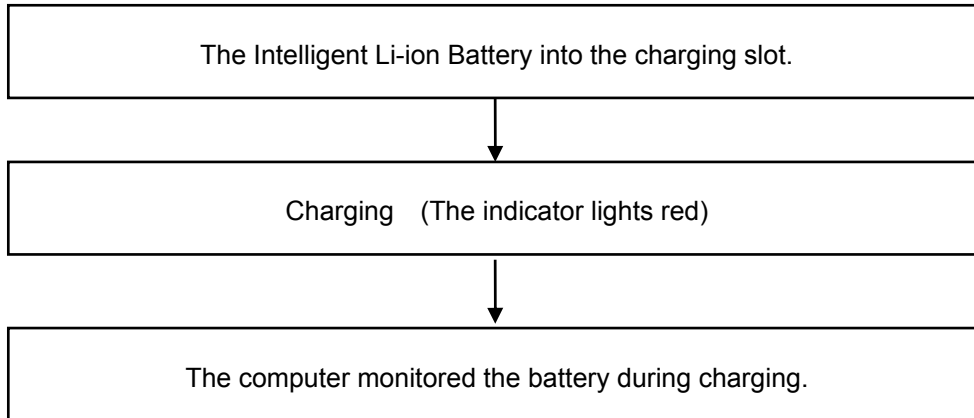 The Intelligent Li-ion Battery into the charging slot.
Charging (The indicator lights red)
The computer monitored the battery during charging.